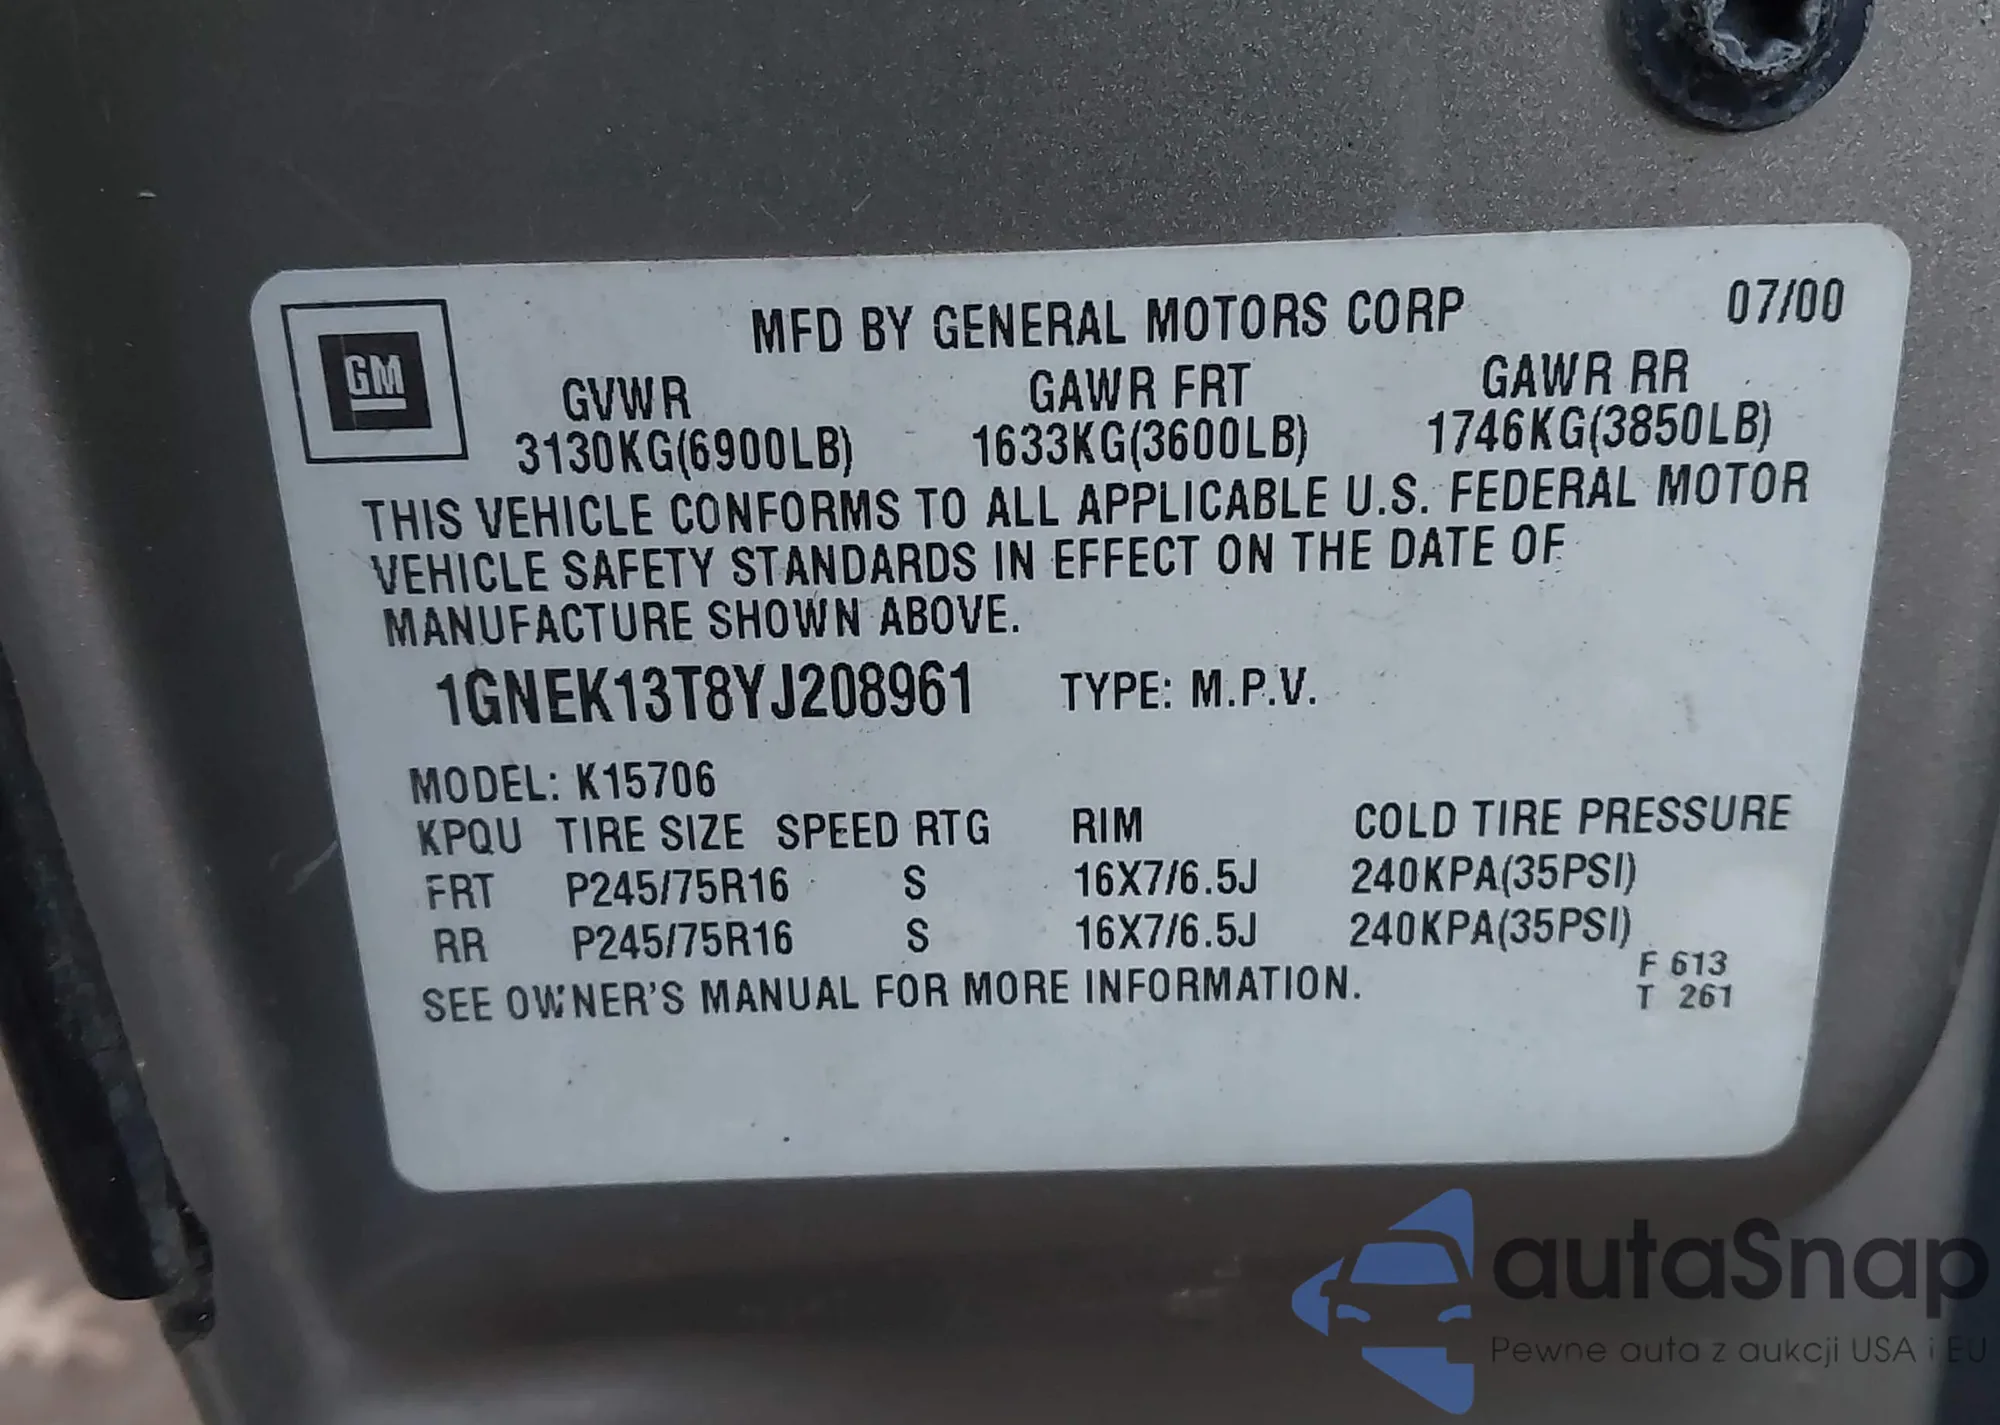 MFD BY GENERAL MOTORS CORP 07/00
GM
GVWR GAWR FRT GAWR RR
3130KG(6900LB) 1633KG(3600LB) 1746KG(3850LB)
THIS VEHICLE CONFORMS TO ALL APPLICABLE U.S. FEDERAL MOTOR
VEHICLE SAFETY STANDARDS IN EFFECT ON THE DATE OF
MANUFACTURE SHOWN ABOVE.
1GNEK13T8YJ208961 TYPE: M.P.V.
MODEL: K15706
KPQU TIRE SIZE SPEED RTG RIM COLD TIRE PRESSURE
FRT P245/75R16 S 16X7/6.5J 240KPA(35PSI)
RR P245/75R16 S 16X7/6.5J 240KPA(35PSI)
SEE OWNER'S MANUAL FOR MORE INFORMATION.
F 613
T 261
autaSnap
Pewne auta z aukcji USA i EU